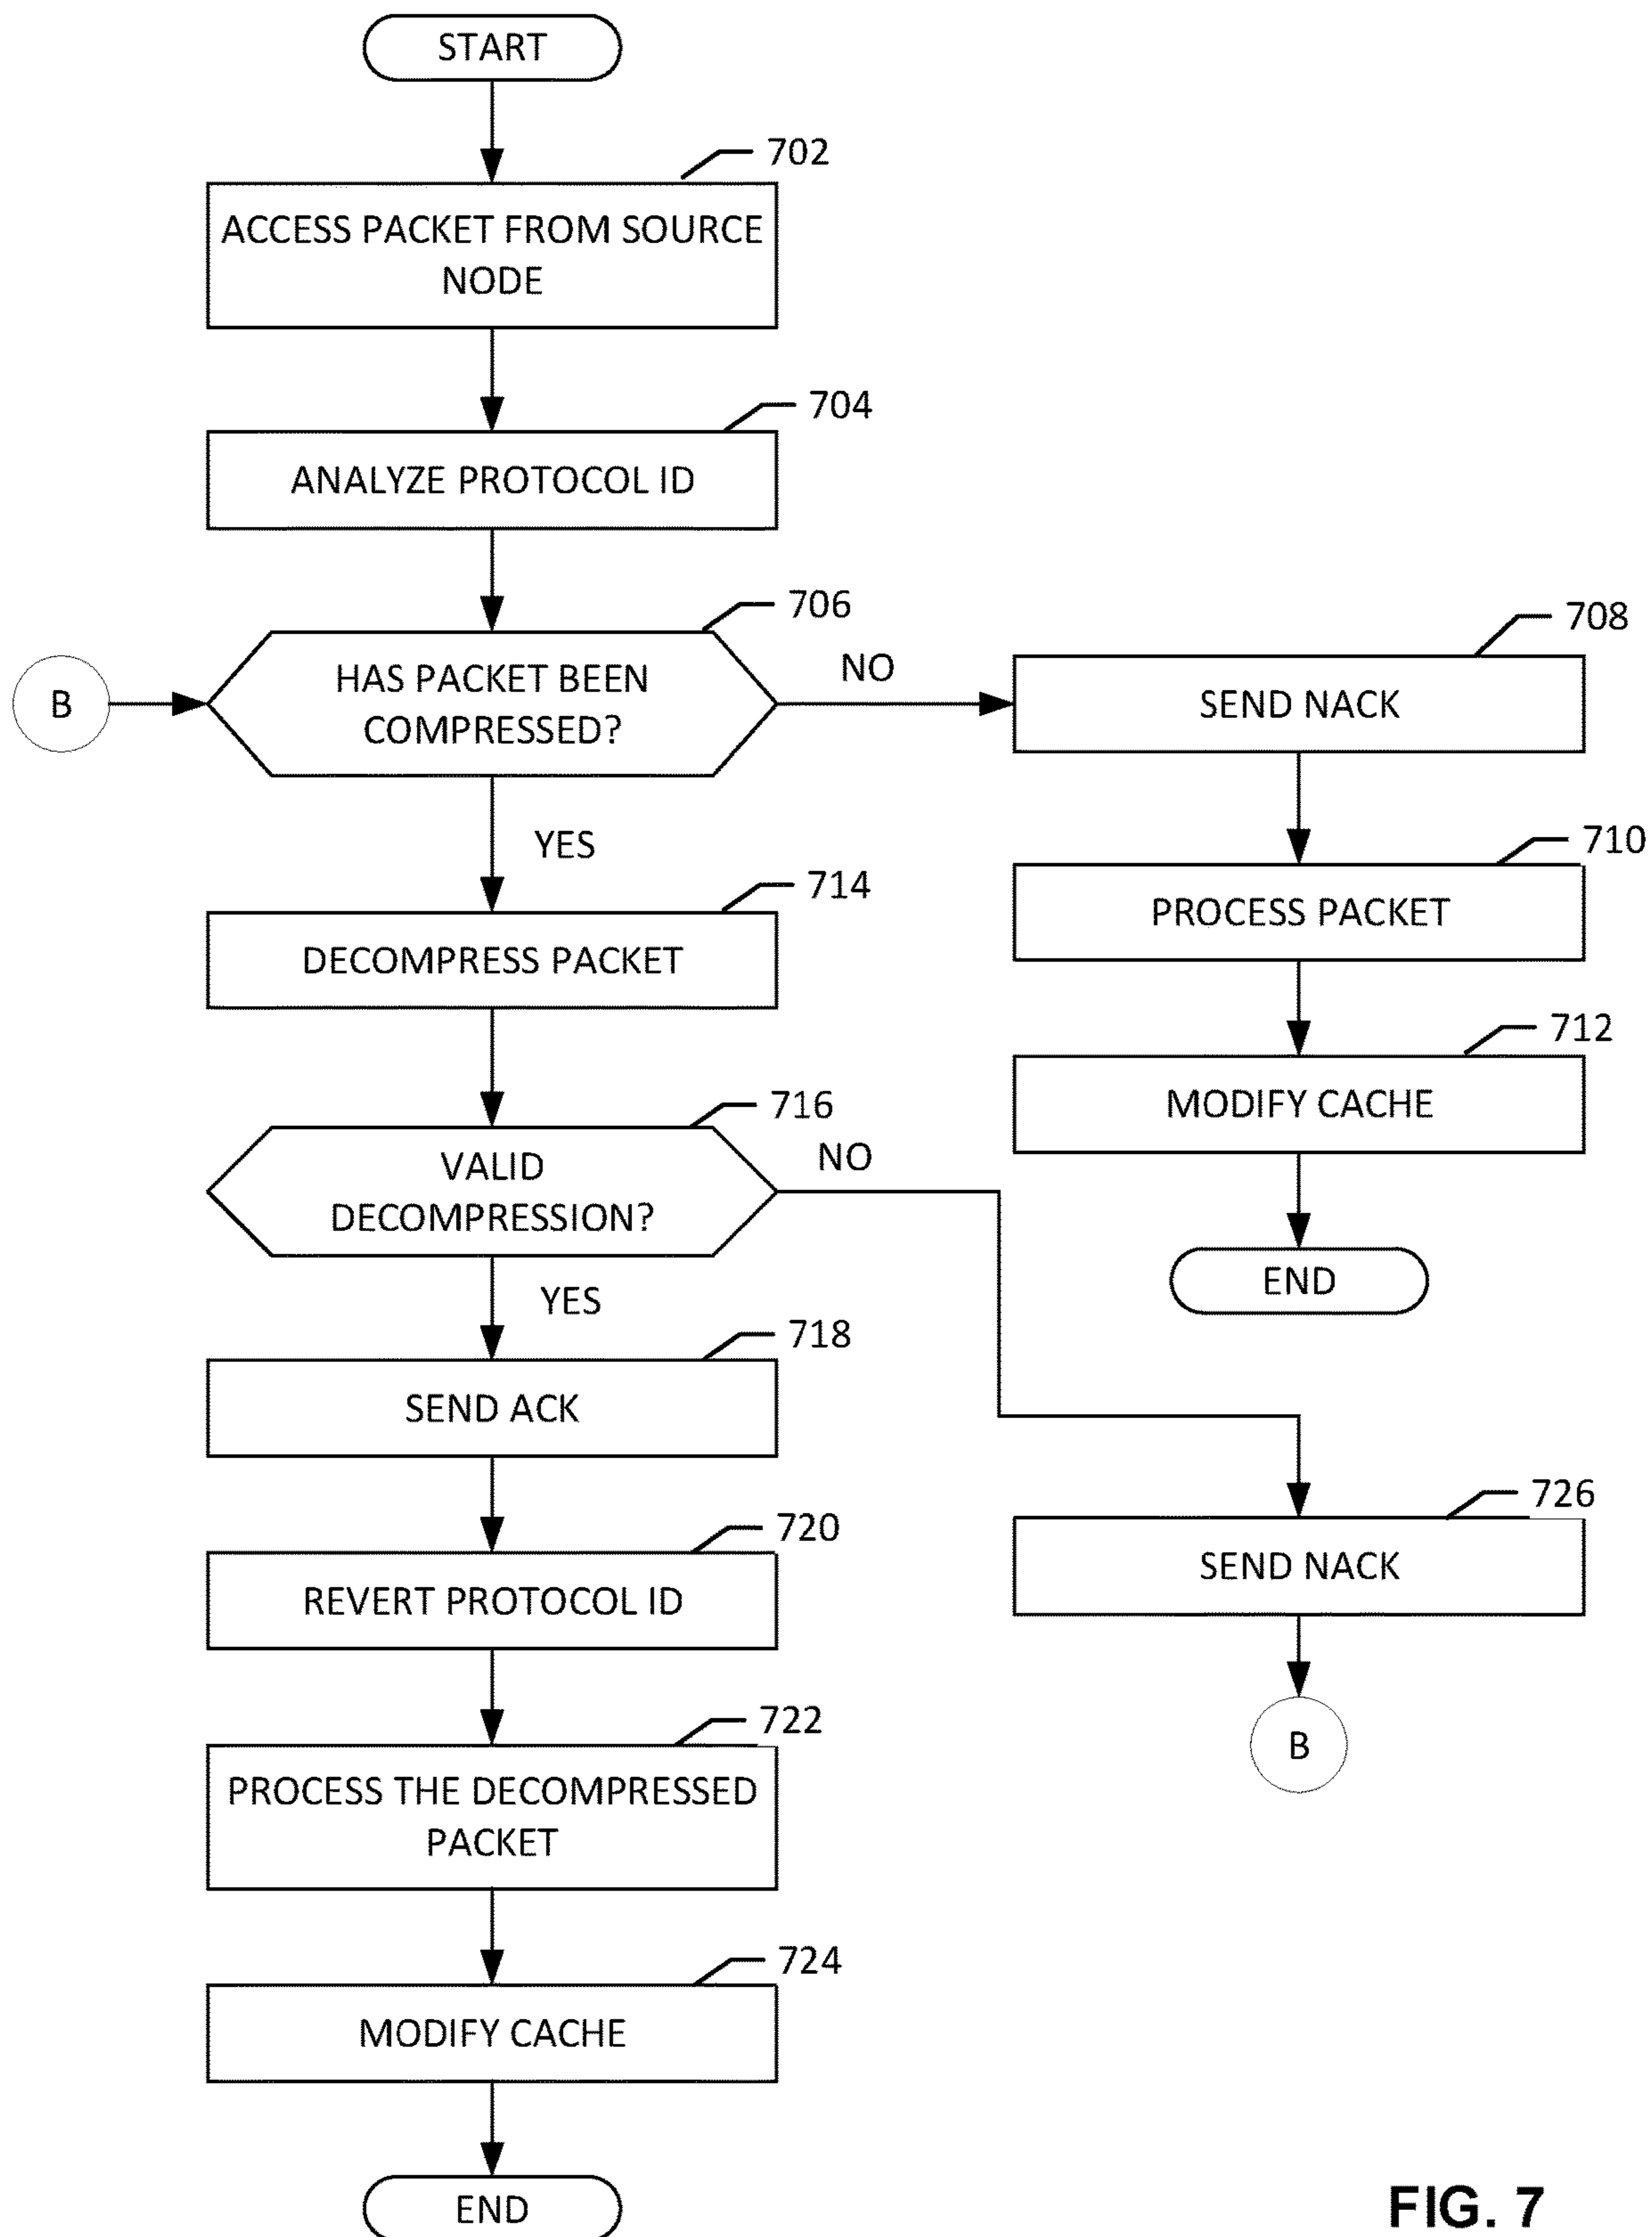 START
702
ACCESS PACKET FROM SOURCE
NODE
704
ANALYZE PROTOCOL ID
706
HAS PACKET BEEN
COMPRESSED?
B
NO
708
SEND NACK
710
PROCESS PACKET
712
MODIFY CACHE
END
YES
714
DECOMPRESS PACKET
716
VALID
DECOMPRESSION?
NO
YES
718
SEND ACK
720
REVERT PROTOCOL ID
722
PROCESS THE DECOMPRESSED
PACKET
724
MODIFY CACHE
END
726
SEND NACK
B
FIG. 7